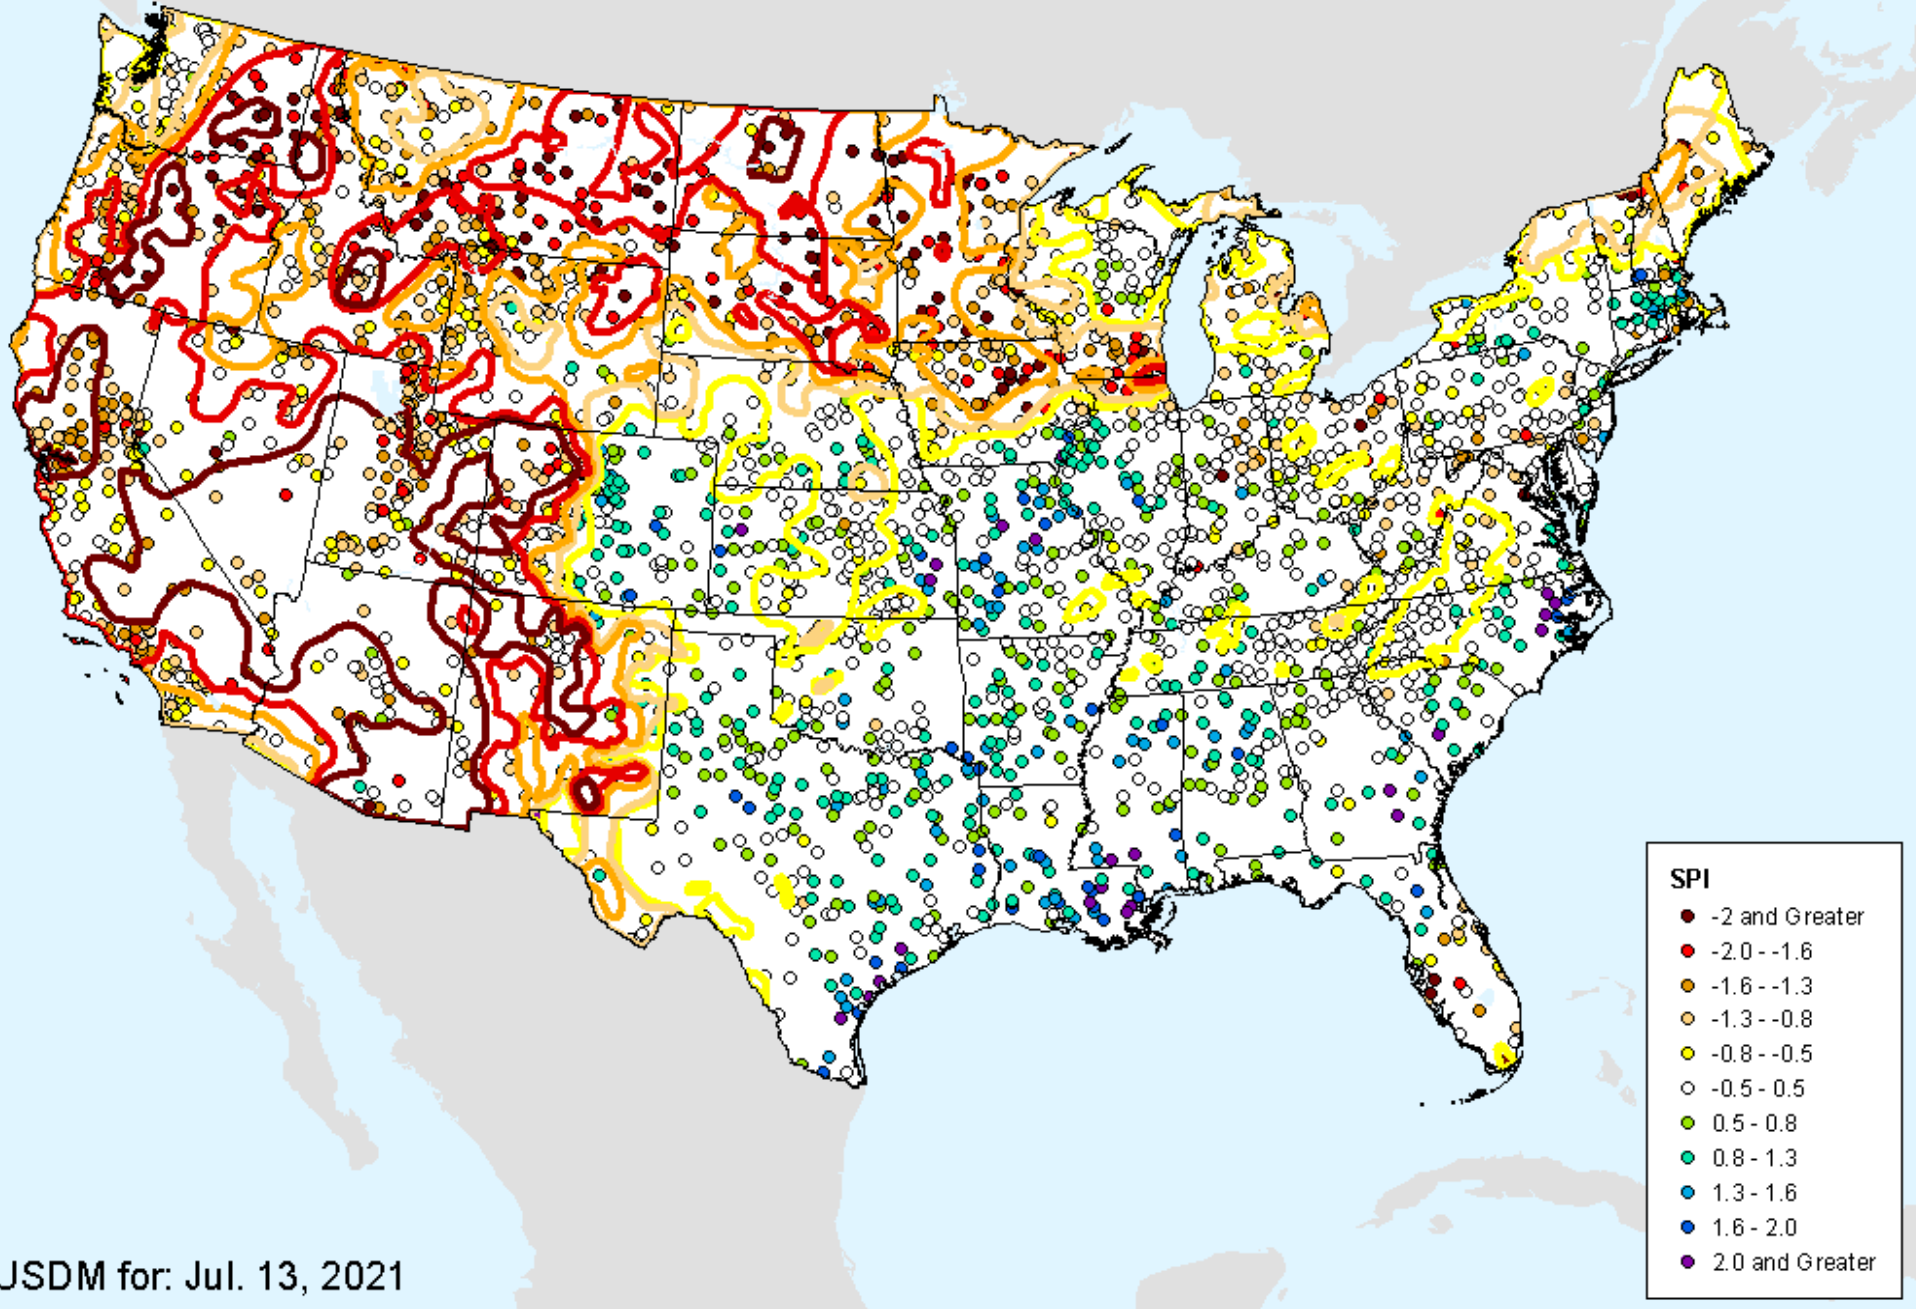 SPI
-2 and Greater
-2.0 - -1.6
-1.6 - -1.3
-1.3 - -0.8
-0.8 - -0.5
-0.5 - 0.5
0.5 - 0.8
0.8 - 1.3
1.3 - 1.6
1.6 - 2.0
2.0 and Greater
USDM for: Jul. 13, 2021